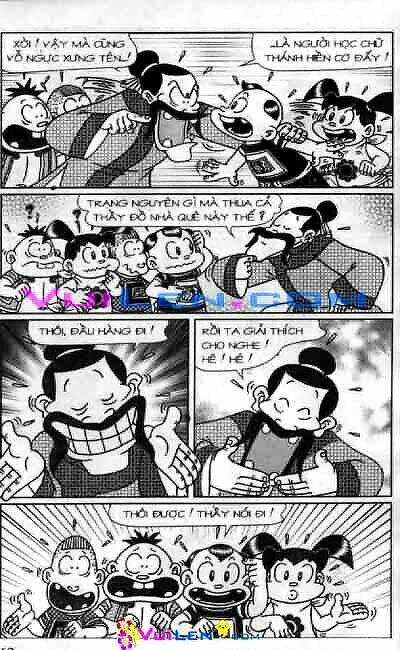 XỜI! VẬY MÀ CŨNG
VỖ NGỰC XƯNG TÊN...!
...LÀ NGƯỜI HỌC CHỮ
THÁNH HIỀN CƠ ĐẤY!
TRẠNG NGUYÊN GÌ MÀ THUA CẢ
THẦY ĐỒ NHÀ QUÊ NÀY THẾ?
VUILEN.COM
THÔI, ĐẦU HÀNG ĐI!
RỒI TA GIẢI THÍCH
CHO NGHE!
HÊ! HÊ!
THÔI ĐƯỢC! THẦY NÓI ĐI!
VUILEN